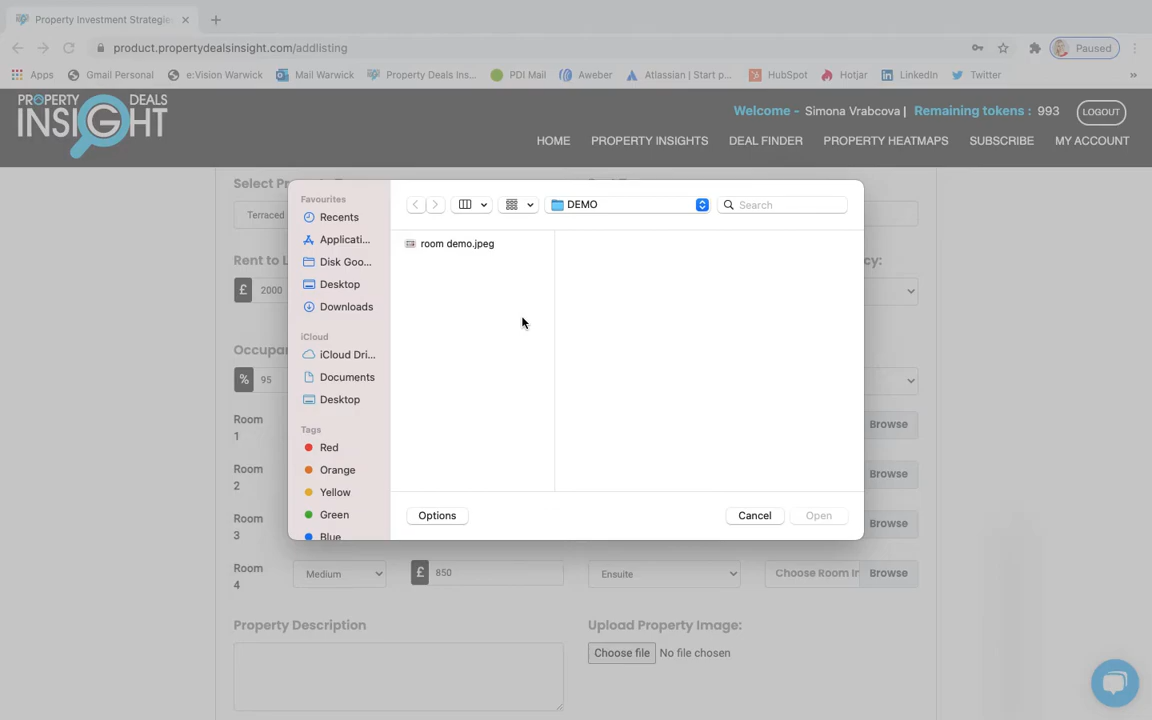 Property Investment Strategie
product.propertydealsinsight.com/addlisting
Paused
Apps Gmail Personal e:Vision Warwick Mail Warwick Property Deals Ins... PDI Mail Aweber Atlassian | Start p... HubSpot Hotjar LinkedIn Twitter »
PROPERTY DEALS
INSIGHT
Welcome - Simona Vrabcova | Remaining tokens : 993 LOGOUT
HOME PROPERTY INSIGHTS DEAL FINDER PROPERTY HEATMAPS SUBSCRIBE MY ACCOUNT
Select Pr
Terraced
Rent to L
cy:
£ 2000
Occupan
% 95
Favourites
Recents
Applicati...
Disk Goo...
Desktop
Downloads
iCloud
iCloud Dri...
Documents
Desktop
Tags
Red
Orange
Yellow
Green
Blue
DEMO
Search
room demo.jpeg
Options Cancel Open
Room
1
Browse
Room
2
Browse
Room
3
Browse
Room
4
Medium £ 850 Ensuite Choose Room Ir Browse
Property Description
Upload Property Image:
Choose file No file chosen